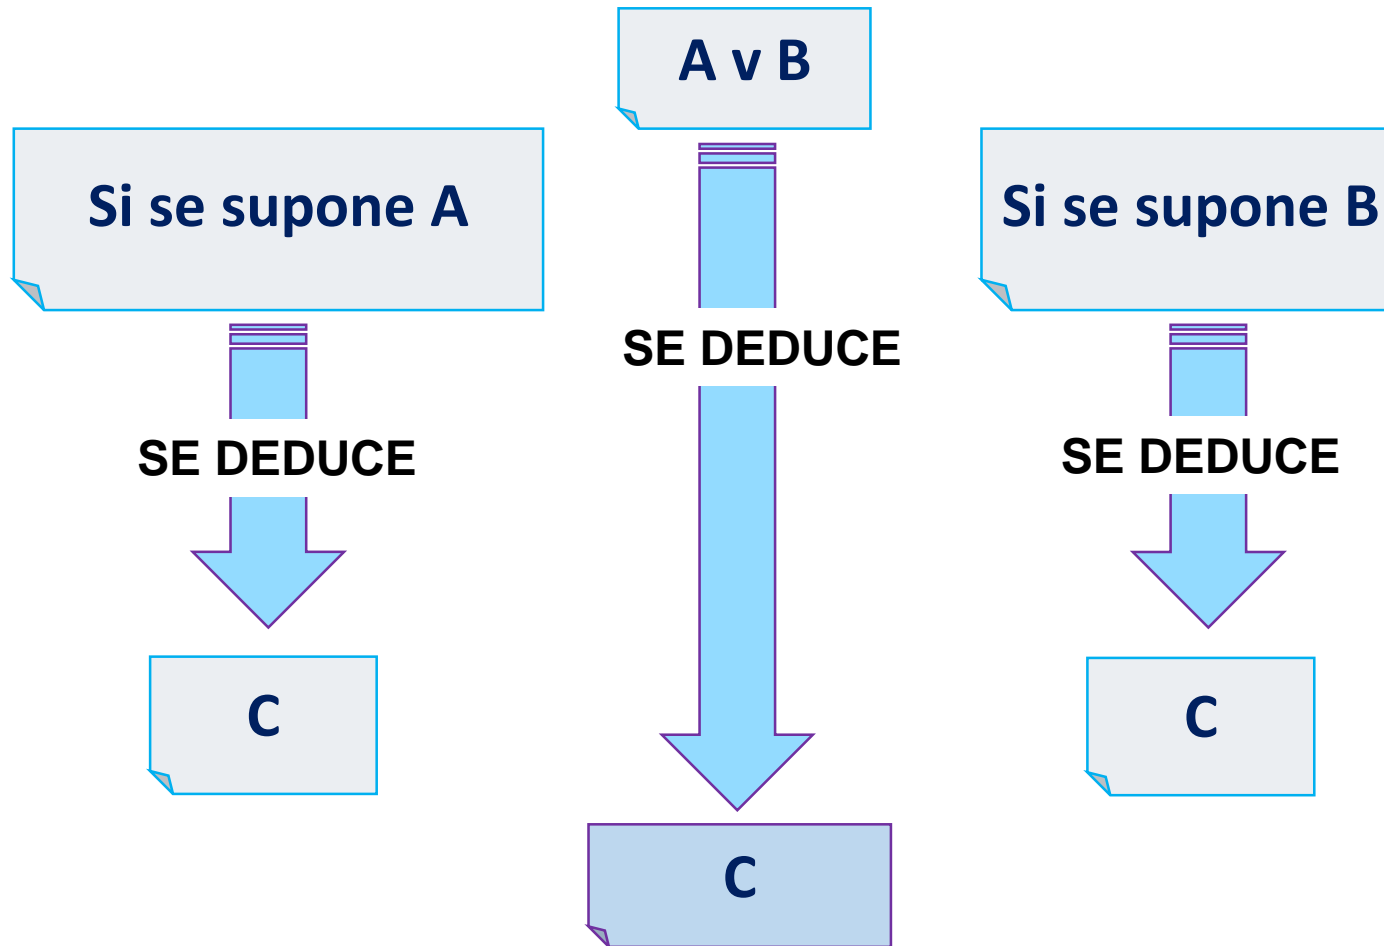 A v B
Si se supone A
Si se supone B
SE DEDUCE
SE DEDUCE
SE DEDUCE
C
C
C